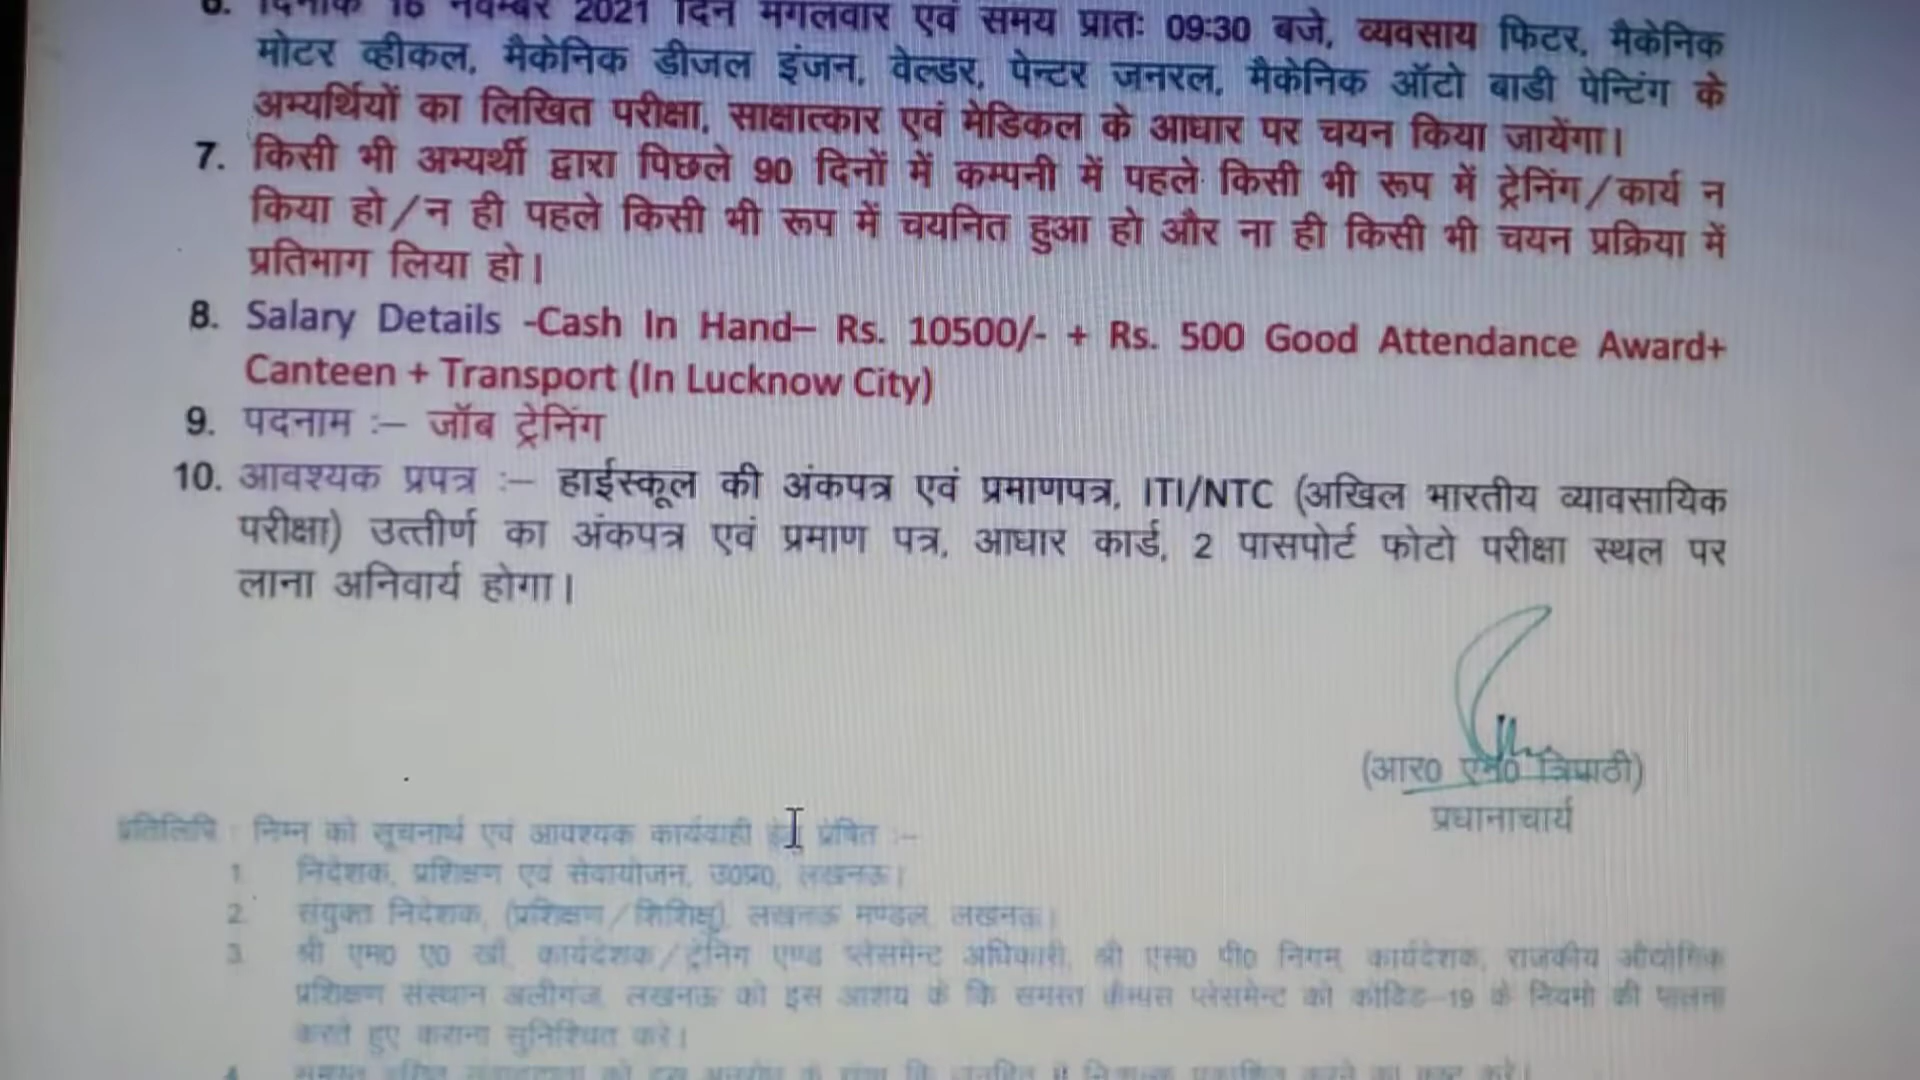 6. दिनांक 16 नवम्बर 2021 दिन मंगलवार एवं समय प्रातः 09:30 बजे, व्यवसाय फिटर, मैकेनिक
मोटर व्हीकल, मैकेनिक डीजल इंजन, वेल्डर, पेन्टर जनरल, मैकेनिक ऑटो बाडी पेन्टिंग के
अभ्यर्थियों का लिखित परीक्षा, साक्षात्कार एवं मेडिकल के आधार पर चयन किया जायेंगा।
7. किसी भी अभ्यर्थी द्वारा पिछले 90 दिनों में कम्पनी में पहले किसी भी रूप में ट्रेनिंग/कार्य न
किया हो/न ही पहले किसी भी रूप में चयनित हुआ हो और ना ही किसी भी चयन प्रक्रिया में
प्रतिभाग लिया हो।
8. Salary Details -Cash In Hand– Rs. 10500/- + Rs. 500 Good Attendance Award+
Canteen + Transport (In Lucknow City)
9. पदनाम :– जॉब ट्रेनिंग
10. आवश्यक प्रपत्र :– हाईस्कूल की अंकपत्र एवं प्रमाणपत्र, ITI/NTC (अखिल भारतीय व्यावसायिक
परीक्षा) उत्तीर्ण का अंकपत्र एवं प्रमाण पत्र, आधार कार्ड, 2 पासपोर्ट फोटो परीक्षा स्थल पर
लाना अनिवार्य होगा।
(आर0 एन0 त्रिपाठी)
प्रधानाचार्य
प्रतिलिपि : निम्न को सूचनार्थ एवं आवश्यक कार्यवाही हेतु प्रेषित :–
1. निदेशक, प्रशिक्षण एवं सेवायोजन, उ0प्र0, लखनऊ।
2. संयुक्त निदेशक, (प्रशिक्षण/शिशिक्षु), लखनऊ मण्डल, लखनऊ।
3. श्री एम0 ए0 खाँ, कार्यदेशक/ट्रेनिंग एण्ड प्लेसमेन्ट अधिकारी, श्री एस0 पी0 निगम, कार्यदेशक, राजकीय औद्योगिक
प्रशिक्षण संस्थान अलीगंज, लखनऊ को इस आशय के कि समस्त कैम्पस प्लेसमेन्ट को कोविड–19 के नियमों की पालना
करते हुए कराना सुनिश्चित करें।